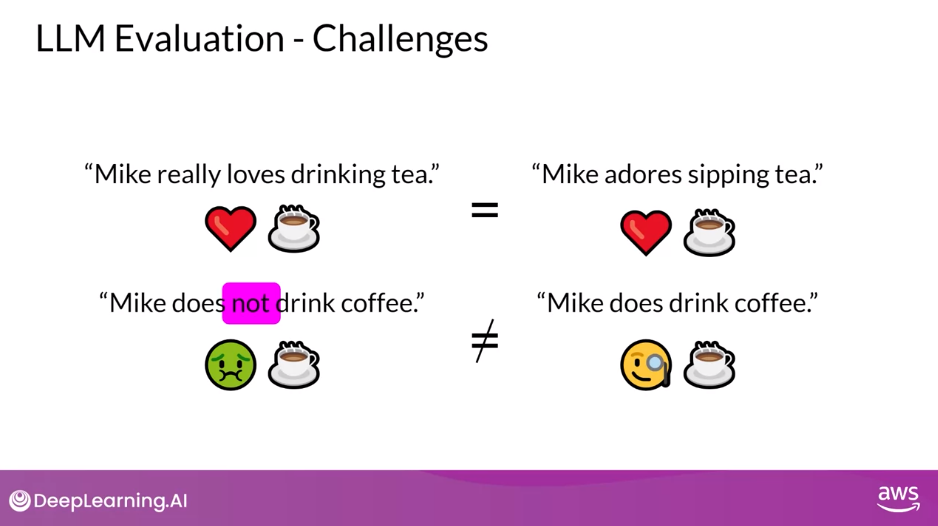 LLM Evaluation - Challenges
“Mike really loves drinking tea.” = “Mike adores sipping tea.”
“Mike does not drink coffee.” ≠ “Mike does drink coffee.”
DeepLearning.AI
aws